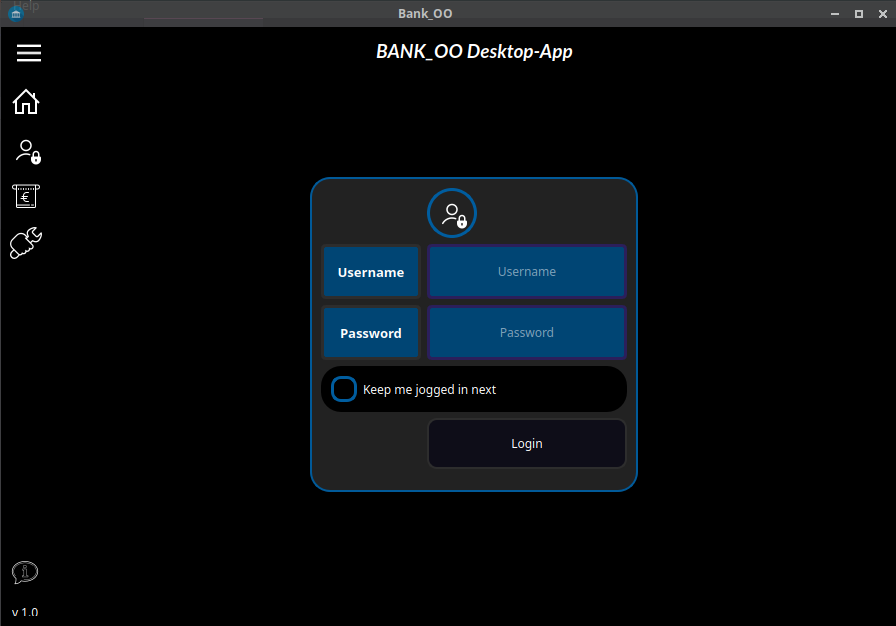 Help
Bank_OO
BANK_OO Desktop-App
€
Username
Username
Password
Password
Keep me jogged in next
Login
i
v 1.0